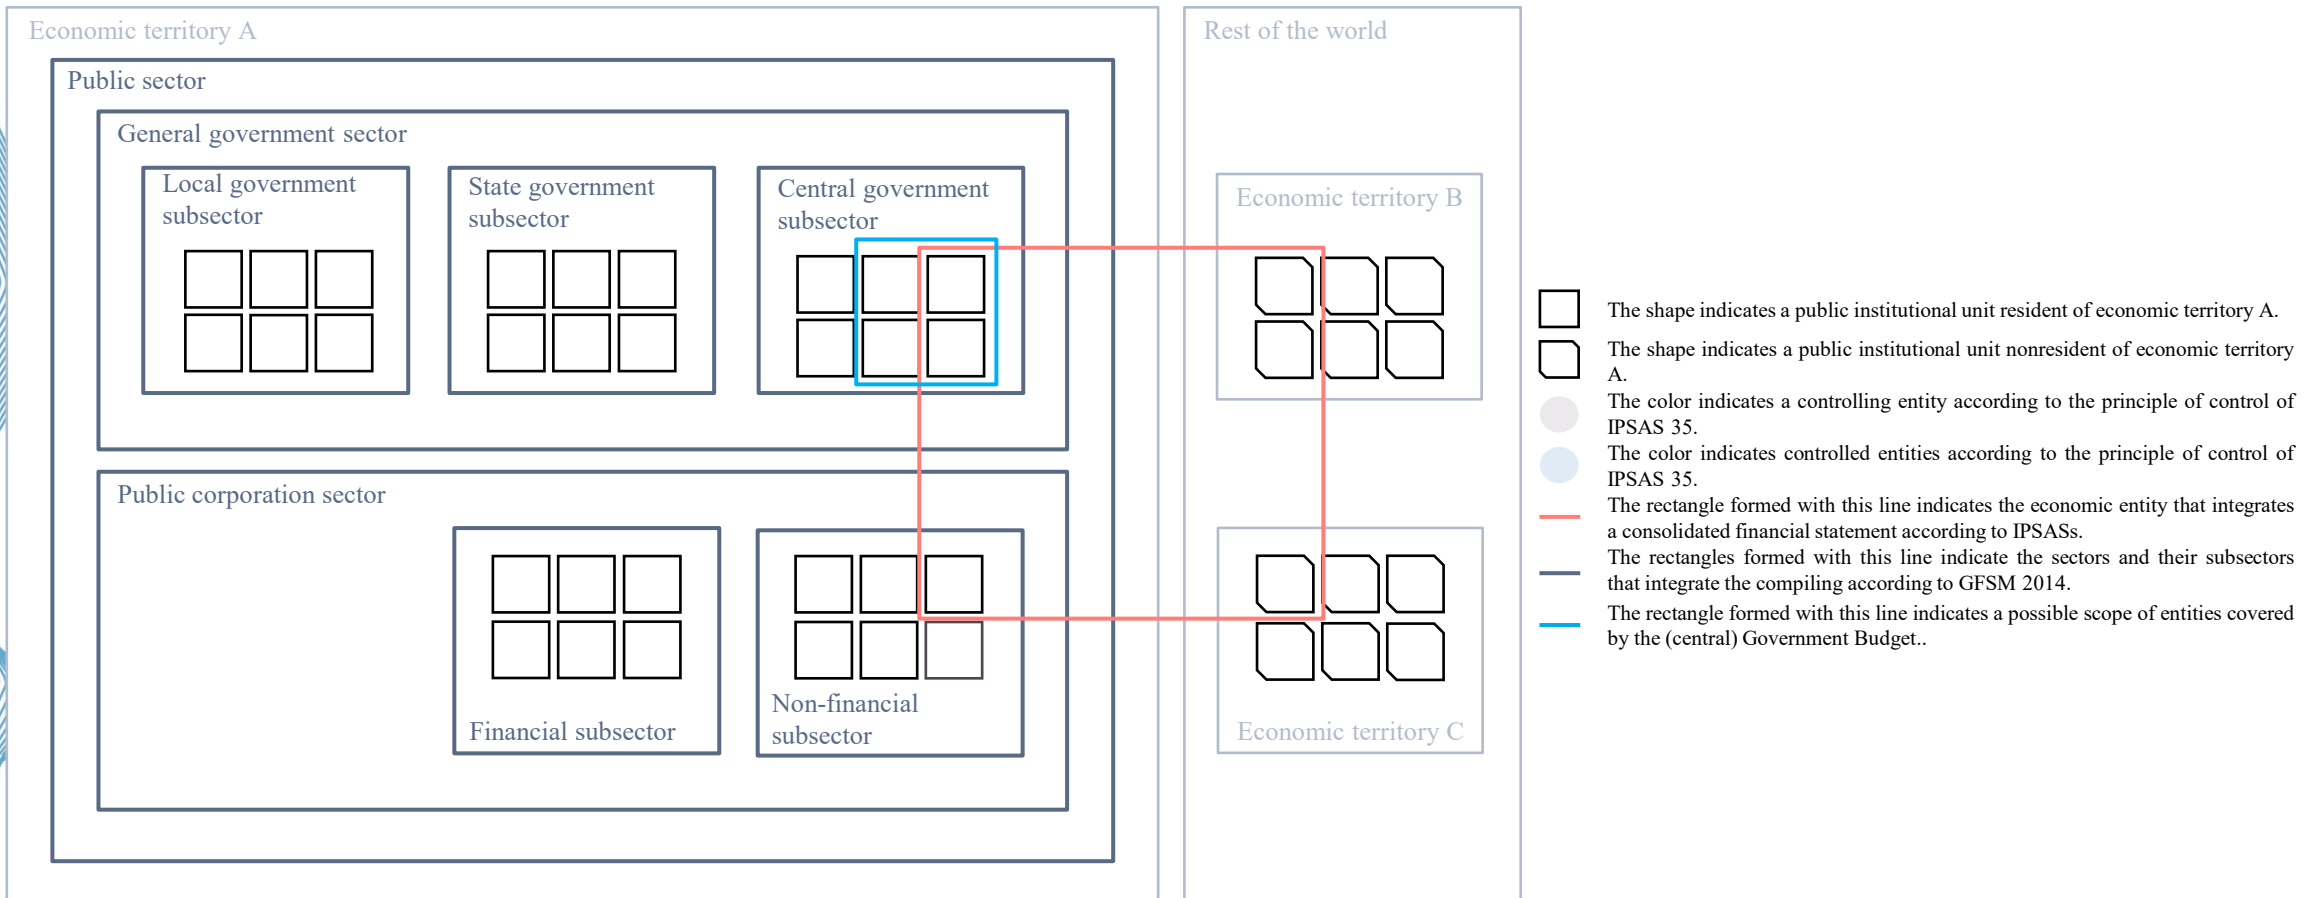 Economic territory A
Rest of the world
Public sector
General government sector
Local government
subsector
State government
subsector
Central government
subsector
Economic territory B
Public corporation sector
Financial subsector
Non-financial
subsector
Economic territory C
The shape indicates a public institutional unit resident of economic territory A.
The shape indicates a public institutional unit nonresident of economic territory
A.
The color indicates a controlling entity according to the principle of control of
IPSAS 35.
The color indicates controlled entities according to the principle of control of
IPSAS 35.
The rectangle formed with this line indicates the economic entity that integrates
a consolidated financial statement according to IPSASs.
The rectangles formed with this line indicate the sectors and their subsectors
that integrate the compiling according to GFSM 2014.
The rectangle formed with this line indicates a possible scope of entities covered
by the (central) Government Budget..